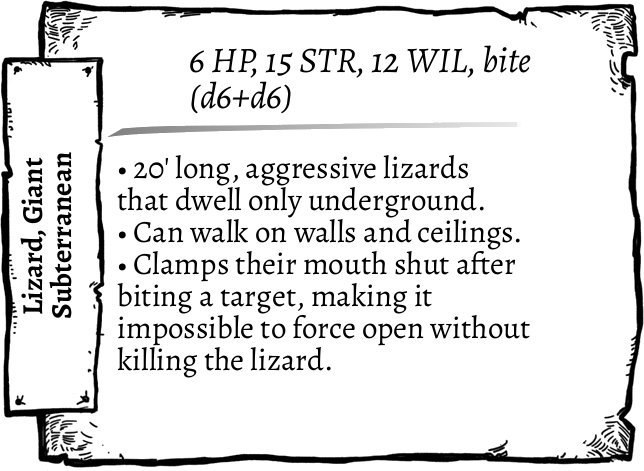 Lizard, Giant
Subterranean
6 HP, 15 STR, 12 WIL, bite
(d6+d6)
• 20' long, aggressive lizards
that dwell only underground.
• Can walk on walls and ceilings.
• Clamps their mouth shut after
biting a target, making it
impossible to force open without
killing the lizard.